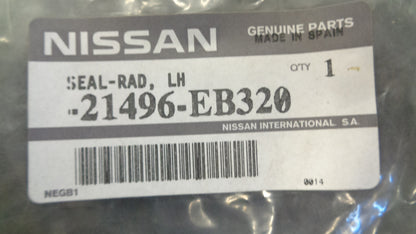 NISSAN
GENUINE PARTS
MADE IN SPAIN
SEAL-RAD, LH
Q'TY 1
-21496-EB320
NISSAN INTERNATIONAL S.A.
NEGB1
0014